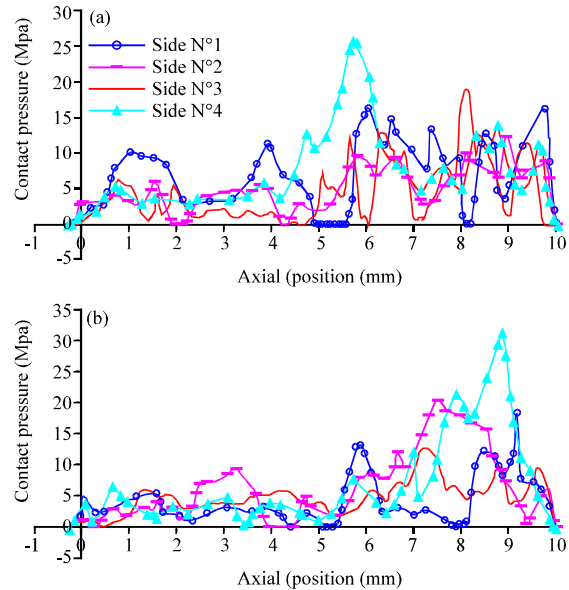 (a)
Contact pressure (Mpa)
30
25
20
15
10
5
0
-5
Side N°1
Side N°2
Side N°3
Side N°4
-1 0 1 2 3 4 5 6 7 8 9 10
Axial (position (mm)
(b)
Contact pressure (Mpa)
35
30
25
20
15
10
5
0
-5
-1 0 1 2 3 4 5 6 7 8 9 10
Axial (position (mm)